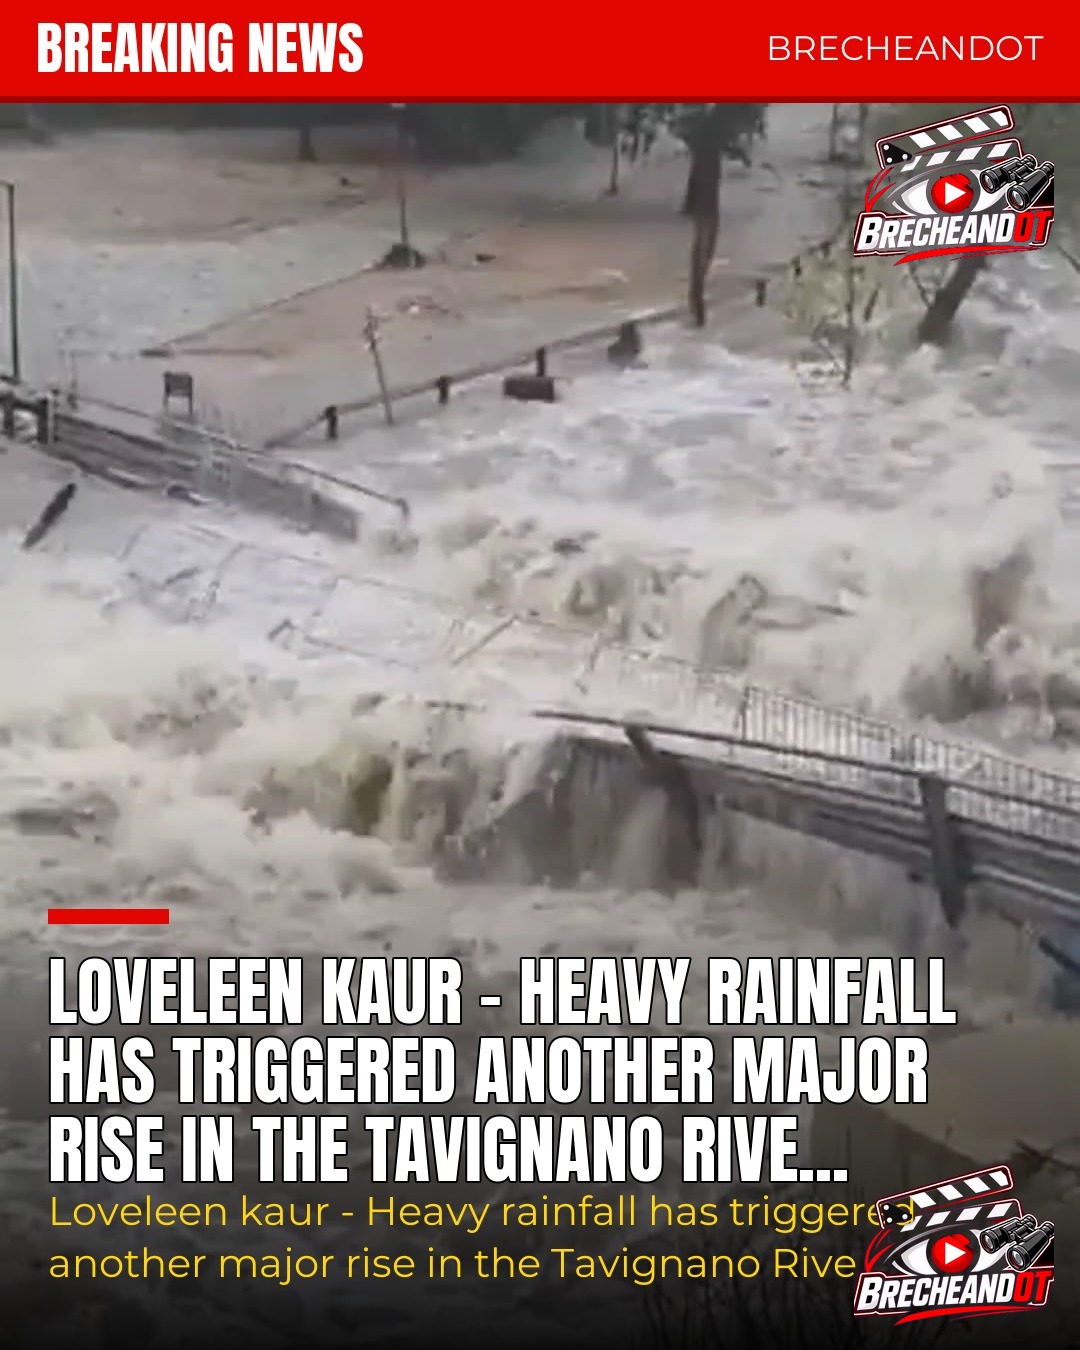 BREAKING NEWS
BRECHEANDOT
BRECHEANDOT
LOVELEEN KAUR - HEAVY RAINFALL
HAS TRIGGERED ANOTHER MAJOR
RISE IN THE TAVIGNANO RIVE...
Loveleen kaur - Heavy rainfall has triggered
another major rise in the Tavignano Rive
BRECHEANDOT